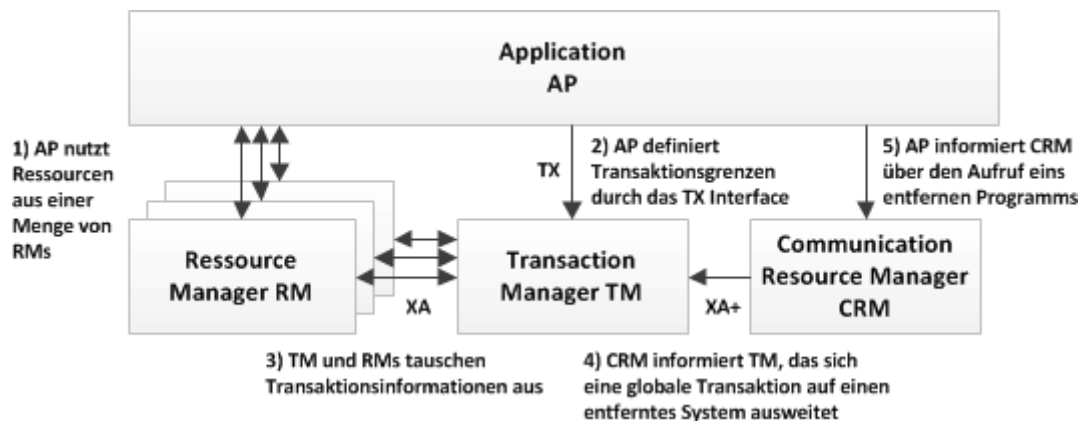 Application
AP
1) AP nutzt
Ressourcen
aus einer
Menge von
RMs
TX
2) AP definiert
Transaktionsgrenzen
durch das TX Interface
5) AP informiert CRM
über den Aufruf eins
entfernten Programms
Ressource
Manager RM
XA
Transaction
Manager TM
XA+
Communication
Resource Manager
CRM
3) TM und RMs tauschen
Transaktionsinformationen aus
4) CRM informiert TM, das sich
eine globale Transaktion auf einen
entferntes System ausweitet